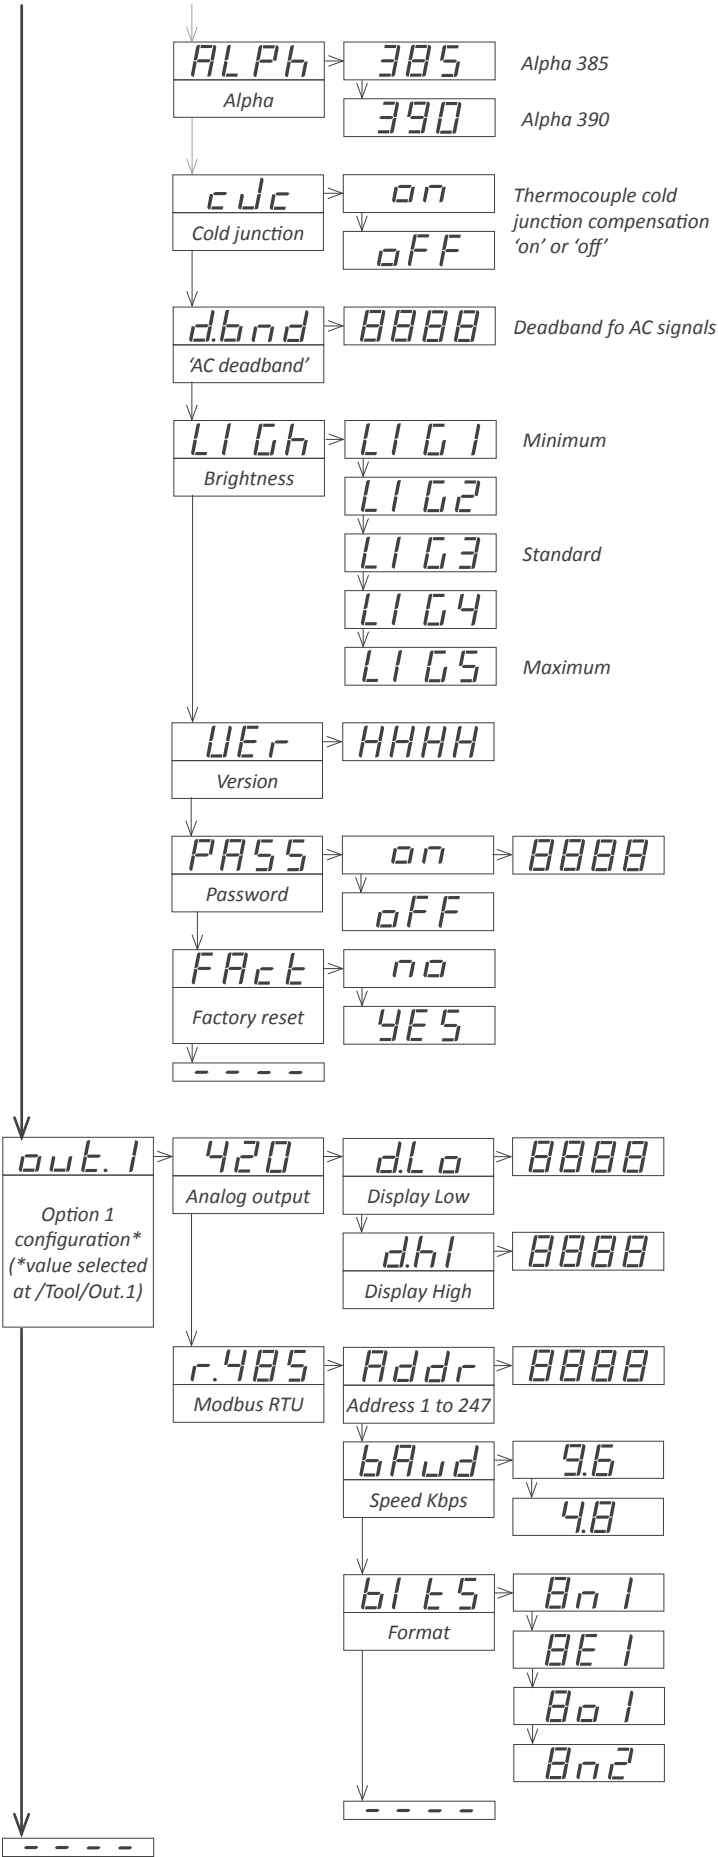 ALPh 385 Alpha 385
Alpha
390 Alpha 390
cJc on Thermocouple cold
Cold junction junction compensation
oFF 'on' or 'off'
d.bnd 8888 Deadband fo AC signals
'AC deadband'
LIGh LIG1 Minimum
Brightness
LIG2
LIG3 Standard
LIG4
LIG5 Maximum
VEr HHHH
Version
PASS on 8888
Password
oFF
FAct no
Factory reset
YES
----
out.1 420 d.Lo 8888
Analog output Display Low
Option 1
configuration*
(*value selected
at /Tool/Out.1)
d.hI 8888
Display High
r.485 Addr 8888
Modbus RTU Address 1 to 247
bAud 9.6
Speed Kbps
4.8
bItS 8n1
Format
8E1
8o1
8n2
----
----